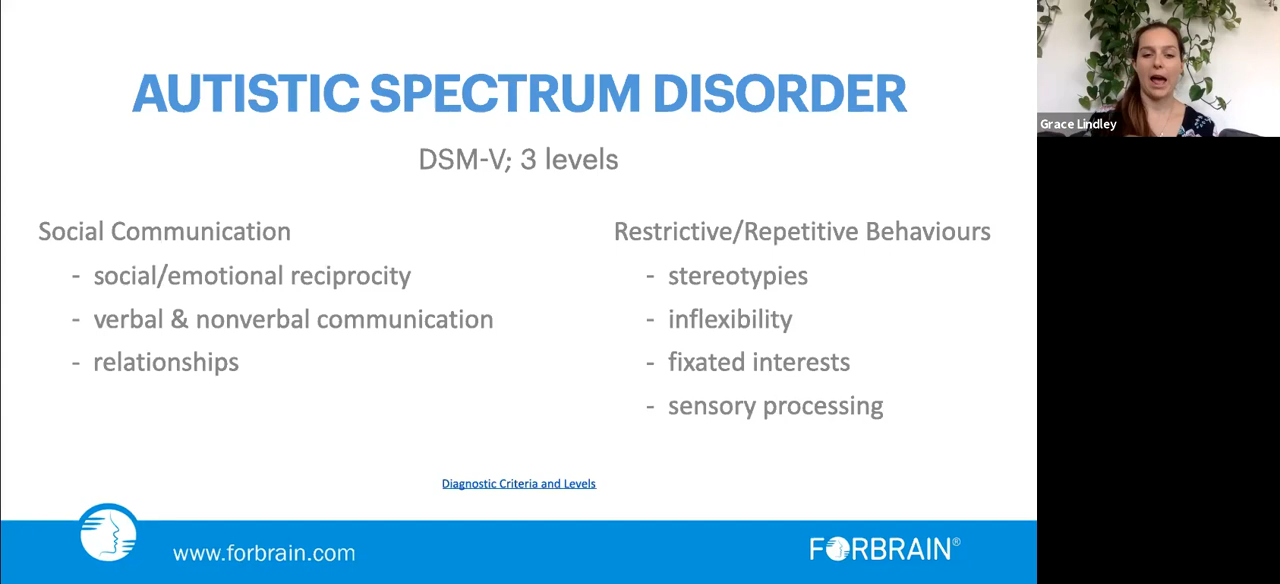 AUTISTIC SPECTRUM DISORDER
DSM-V; 3 levels
Social Communication
- social/emotional reciprocity
- verbal & nonverbal communication
- relationships
Restrictive/Repetitive Behaviours
- stereotypies
- inflexibility
- fixated interests
- sensory processing
Diagnostic Criteria and Levels
www.forbrain.com
FORBRAIN®
Grace Lindley